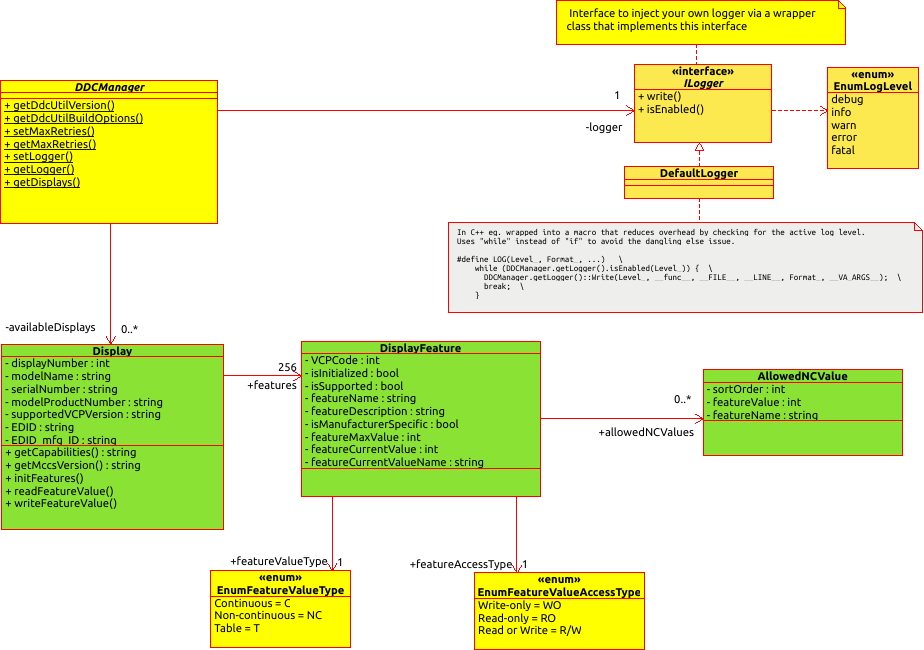 Interface to inject your own logger via a wrapper
class that implements this interface
DDCManager
+ getDdcUtilVersion()
+ getDdcUtilBuildOptions()
+ setMaxRetries()
+ getMaxRetries()
+ setLogger()
+ getLogger()
+ getDisplays()
1
-logger
«interface»
ILogger
+ write()
+ isEnabled()
«enum»
EnumLogLevel
debug
info
warn
error
fatal
DefaultLogger
In C++ eg. wrapped into a macro that reduces overhead by checking for the active log level.
Uses "while" instead of "if" to avoid the dangling else issue.
#define LOG(Level_, Format_, ...) \
while (DDCManager.getLogger().isEnabled(Level_)) { \
DDCManager.getLogger()::Write(Level_, __func__, __FILE__, __LINE__, Format_, __VA_ARGS__); \
break; \
}
-availableDisplays
0..*
Display
- displayNumber : int
- modelName : string
- serialNumber : string
- modelProductNumber : string
- supportedVCPVersion : string
- EDID : string
- EDID_mfg_ID : string
+ getCapabilities() : string
+ getMccsVersion() : string
+ initFeatures()
+ readFeatureValue()
+ writeFeatureValue()
256
+features
DisplayFeature
- VCPCode : int
- isInitialized : bool
- isSupported : bool
- featureName : string
- featureDescription : string
- isManufacturerSpecific : bool
- featureMaxValue : int
- featureCurrentValue : int
- featureCurrentValueName : string
0..*
+allowedNCValues
AllowedNCValue
- sortOrder : int
- featureValue : int
- featureName : string
+featureValueType
1
«enum»
EnumFeatureValueType
Continuous = C
Non-continuous = NC
Table = T
+featureAccessType
1
«enum»
EnumFeatureValueAccessType
Write-only = WO
Read-only = RO
Read or Write = R/W